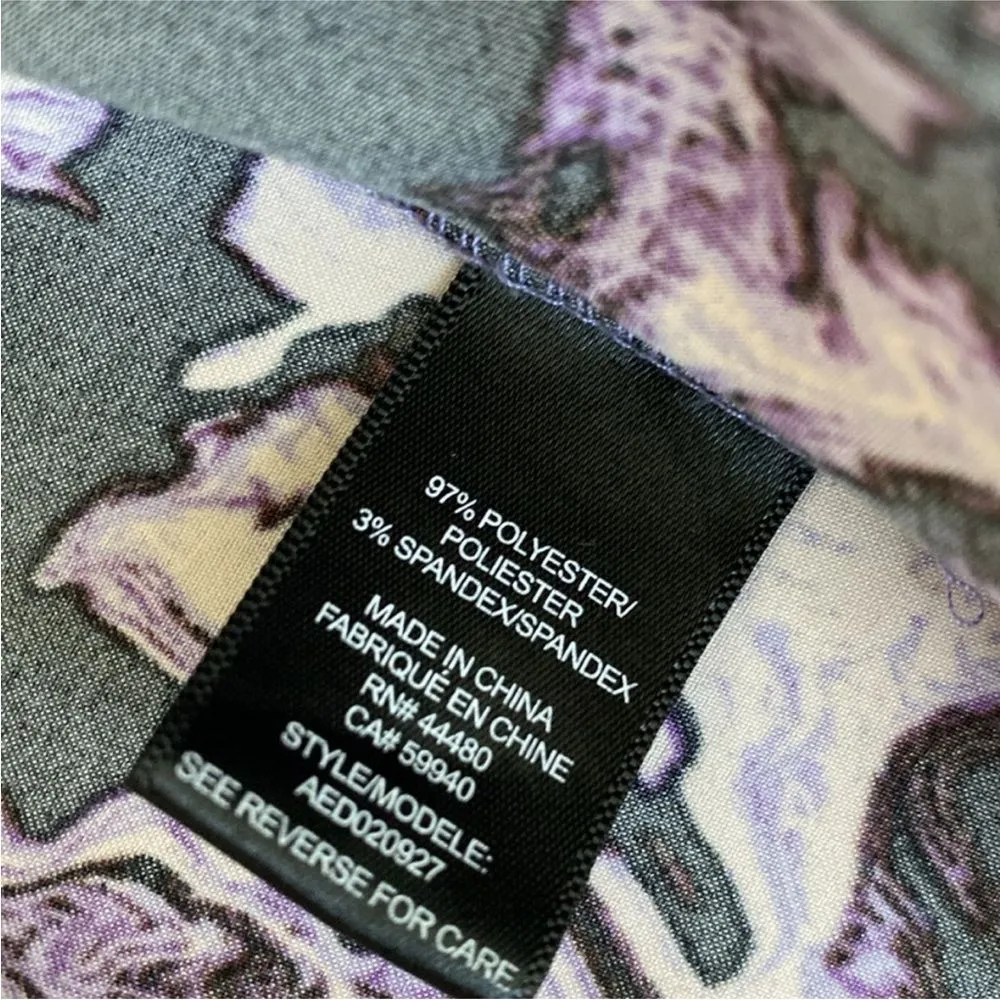 97% POLYESTER/
POLIESTER
3% SPANDEX/SPANDEX
MADE IN CHINA
FABRIQUÉ EN CHINE
RN# 44480
CA# 59940
STYLE/MODELE:
AED020927
SEE REVERSE FOR CARE